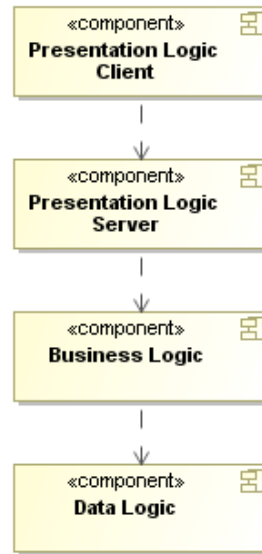 «component»
Presentation Logic
Client
«component»
Presentation Logic
Server
«component»
Business Logic
«component»
Data Logic